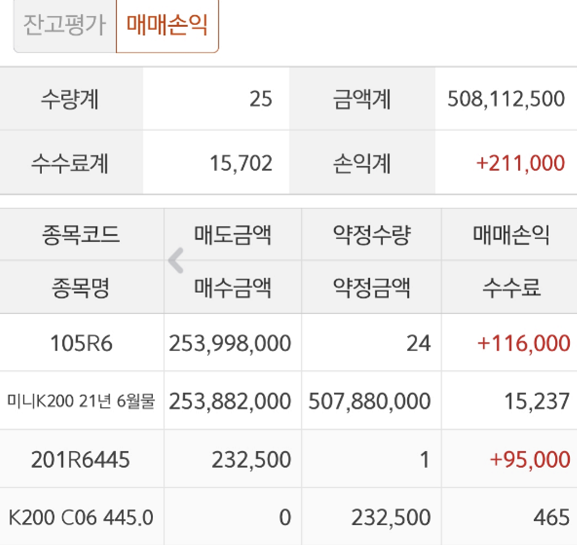 잔고평가 매매손익
수량계 25 금액계 508,112,500
수수료계 15,702 손익계 +211,000
종목코드 매도금액 약정수량 매매손익
종목명 매수금액 약정금액 수수료
105R6 253,998,000 24 +116,000
미니K200 21년 6월물 253,882,000 507,880,000 15,237
201R6445 232,500 1 +95,000
K200 C06 445.0 0 232,500 465